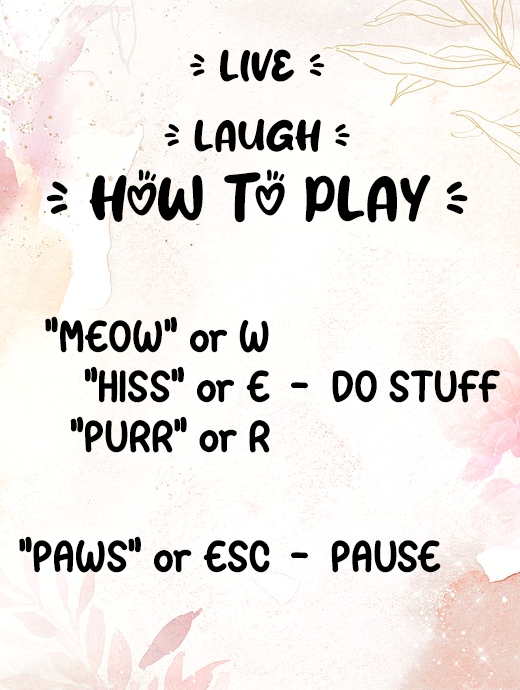 LIVE
LAUGH
HOW TO PLAY
"MEOW" or W
"HISS" or E - DO STUFF
"PURR" or R
"PAWS" or ESC - PAUSE